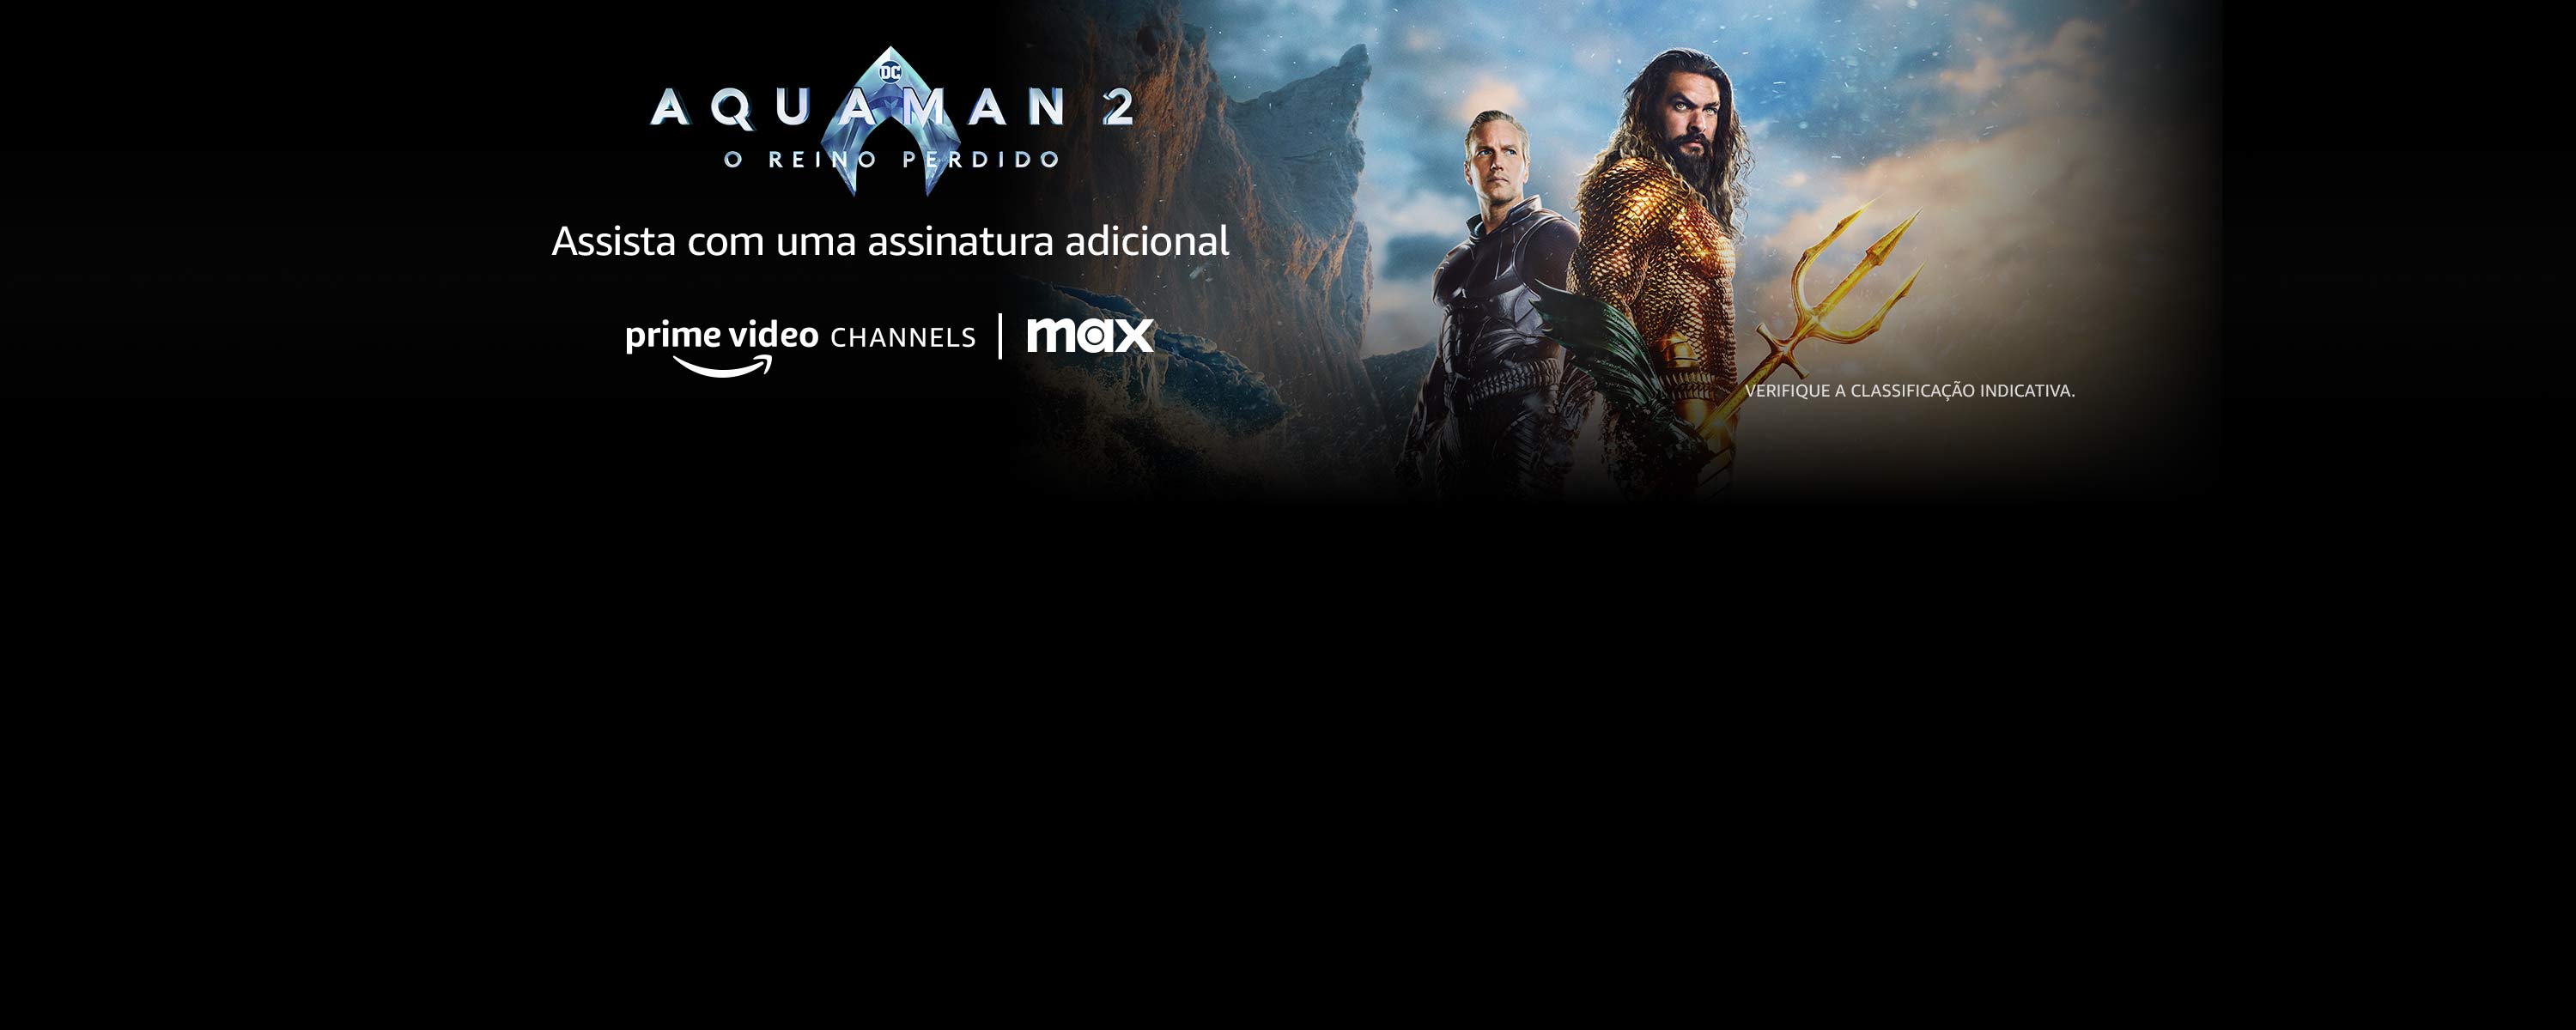 DC
AQUAMAN 2
O REINO PERDIDO
Assista com uma assinatura adicional
prime video CHANNELS | max
VERIFIQUE A CLASSIFICAÇÃO INDICATIVA.